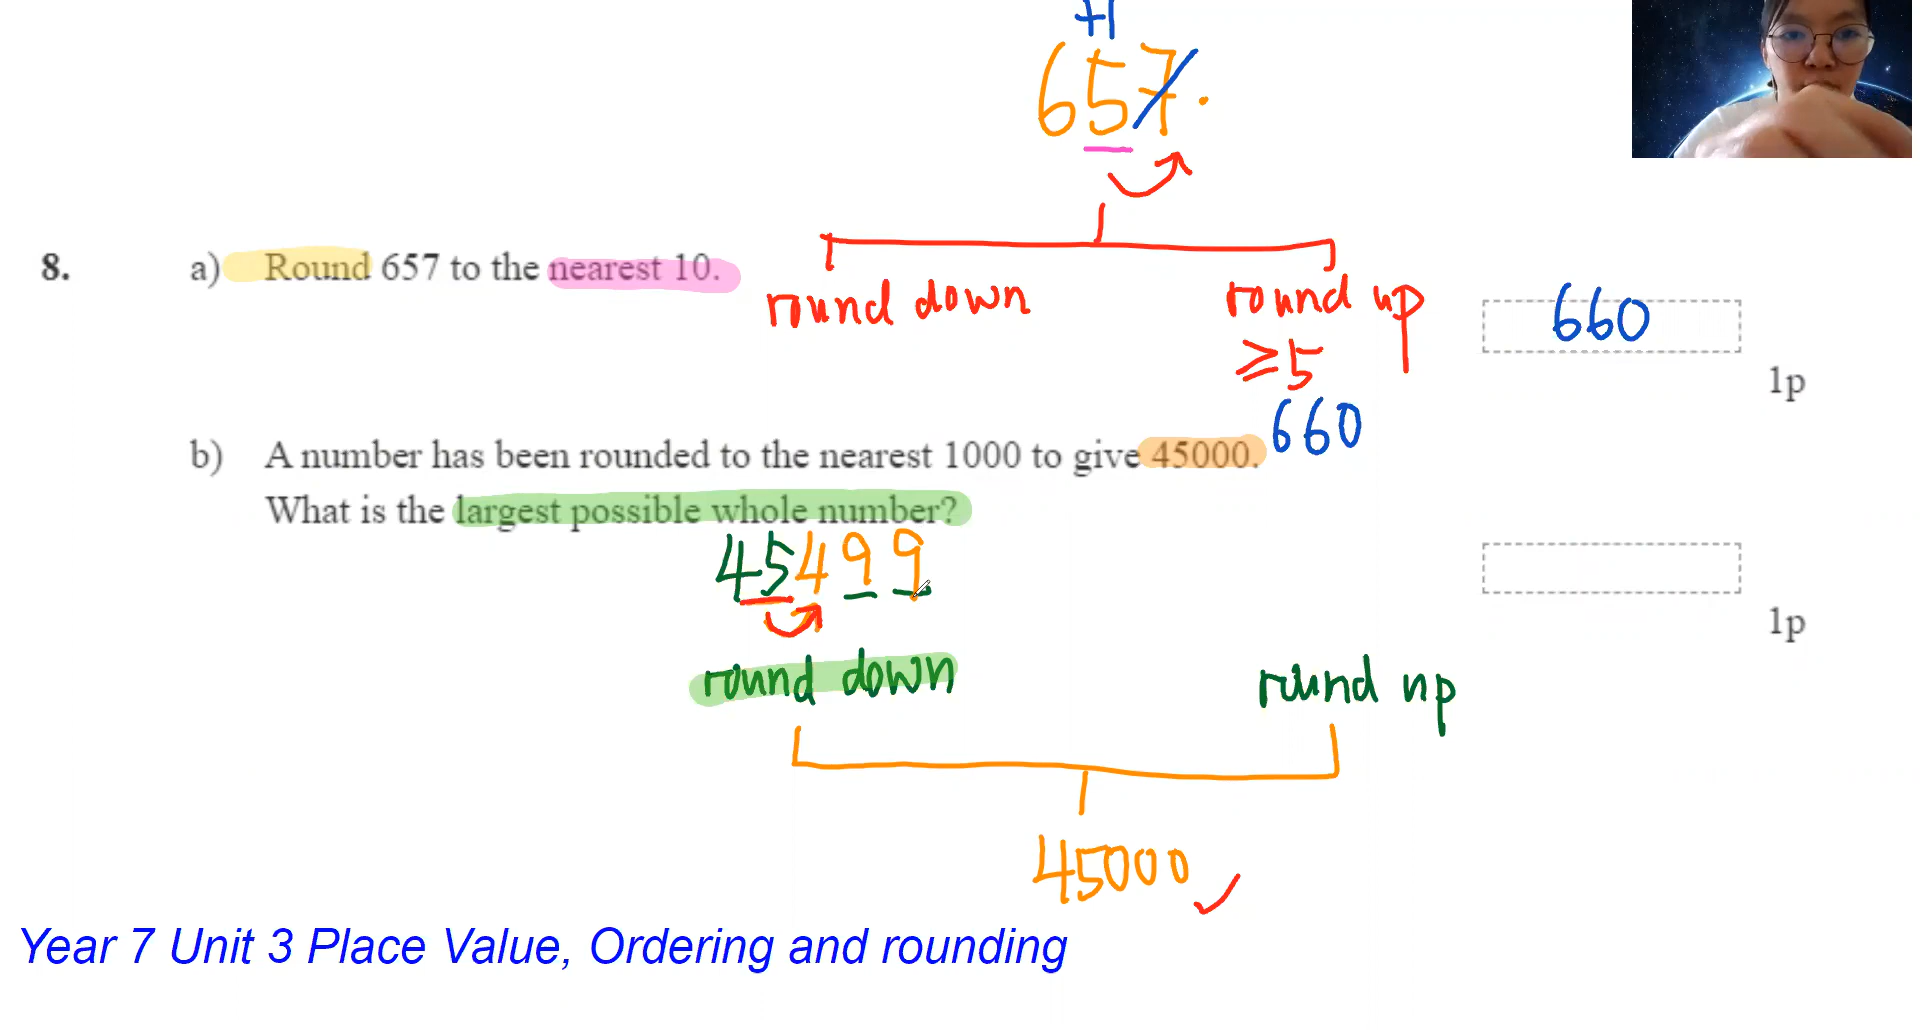 +1
657.
8. a) Round 657 to the nearest 10.
round down round up
660
≥5
1p
660
b) A number has been rounded to the nearest 1000 to give 45000.
What is the largest possible whole number?
45499
1p
round down round up
45000
Year 7 Unit 3 Place Value, Ordering and rounding